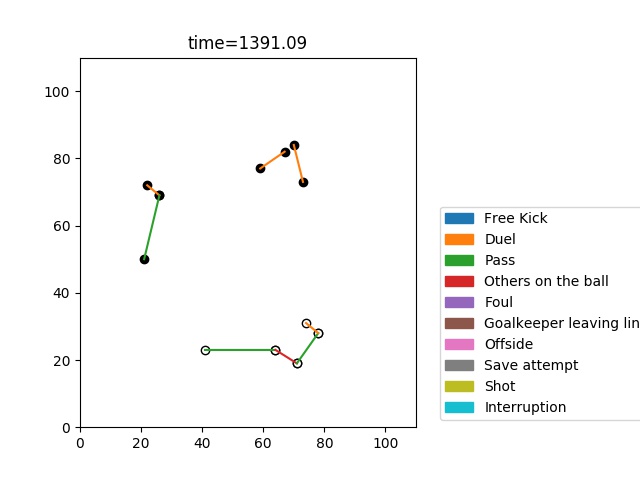 time=1391.09
100
80
60
40
20
0
0 20 40 60 80 100
Free Kick
Duel
Pass
Others on the ball
Foul
Goalkeeper leaving lin
Offside
Save attempt
Shot
Interruption